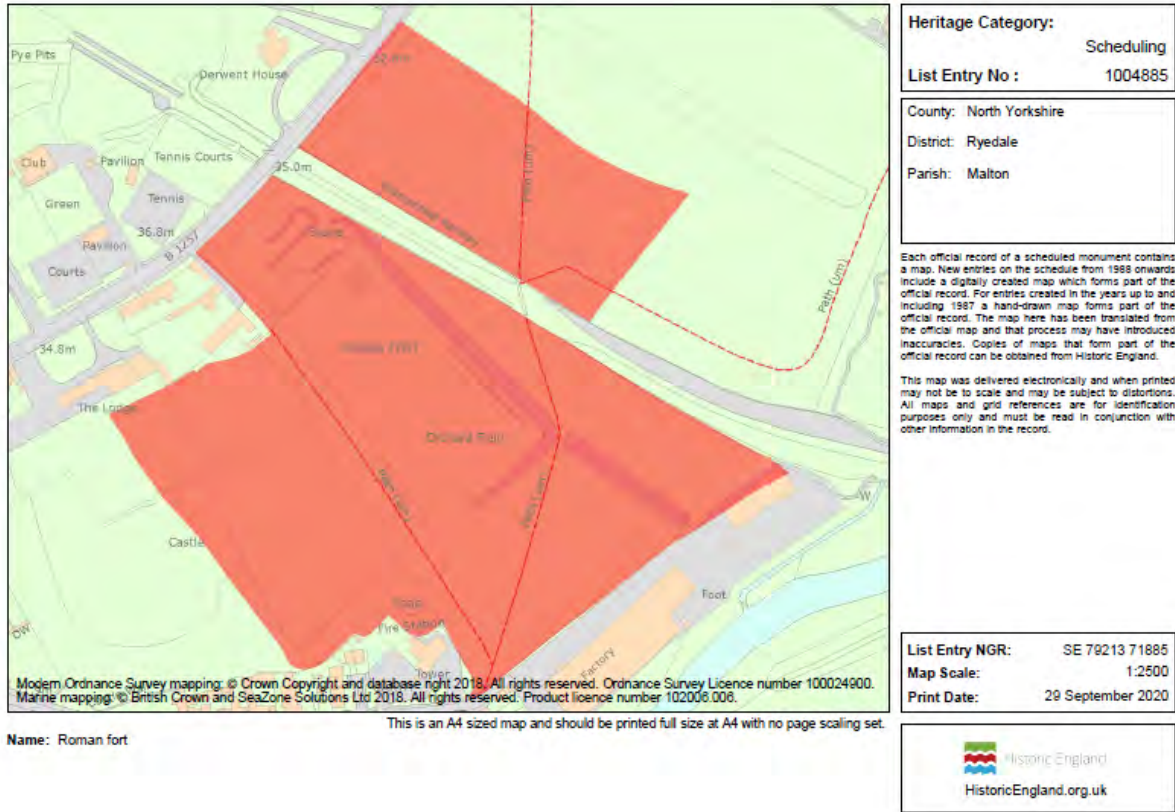 Pye Pits
Derwent House
Club
Pavilion
Tennis Courts
35.0m
Green
Tennis
36.8m
Pavilion
B 1257
Courts
34.8m
The Lodge
Orchard Field
Castle
Path (um)
Path (um)
Path (um)
Path (um)
W
Foot
Fire Station
Tower
Factory
DW
Modern Ordnance Survey mapping: © Crown Copyright and database right 2018. All rights reserved. Ordnance Survey Licence number 100024900.
Marine mapping: © British Crown and SeaZone Solutions Ltd 2018. All rights reserved. Product licence number 102006.006.
This is an A4 sized map and should be printed full size at A4 with no page scaling set.
Name: Roman fort
Heritage Category:
Scheduling
List Entry No : 1004885
County: North Yorkshire
District: Ryedale
Parish: Malton
Each official record of a scheduled monument contains
a map. New entries on the schedule from 1988 onwards
include a digitally created map which forms part of the
official record. For entries created in the years up to and
including 1987 a hand-drawn map forms part of the
official record. The map here has been translated from
the official map and that process may have introduced
inaccuracies. Copies of maps that form part of the
official record can be obtained from Historic England.
This map was delivered electronically and when printed
may not be to scale and may be subject to distortions.
All maps and grid references are for identification
purposes only and must be read in conjunction with
other information in the record.
List Entry NGR: SE 79213 71885
Map Scale: 1:2500
Print Date: 29 September 2020
Historic England
HistoricEngland.org.uk